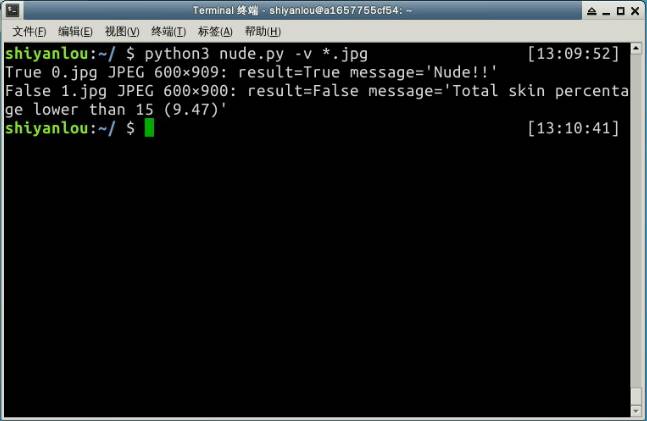 Terminal 终端 - shiyanlou@a1657755cf54: ~
文件(F) 编辑(E) 视图(V) 终端(T) 标签(A) 帮助(H)
shiyanlou:~/ $ python3 nude.py -v *.jpg [13:09:52]
True 0.jpg JPEG 600×909: result=True message='Nude!!'
False 1.jpg JPEG 600×900: result=False message='Total skin percenta
ge lower than 15 (9.47)'
shiyanlou:~/ $ [13:10:41]